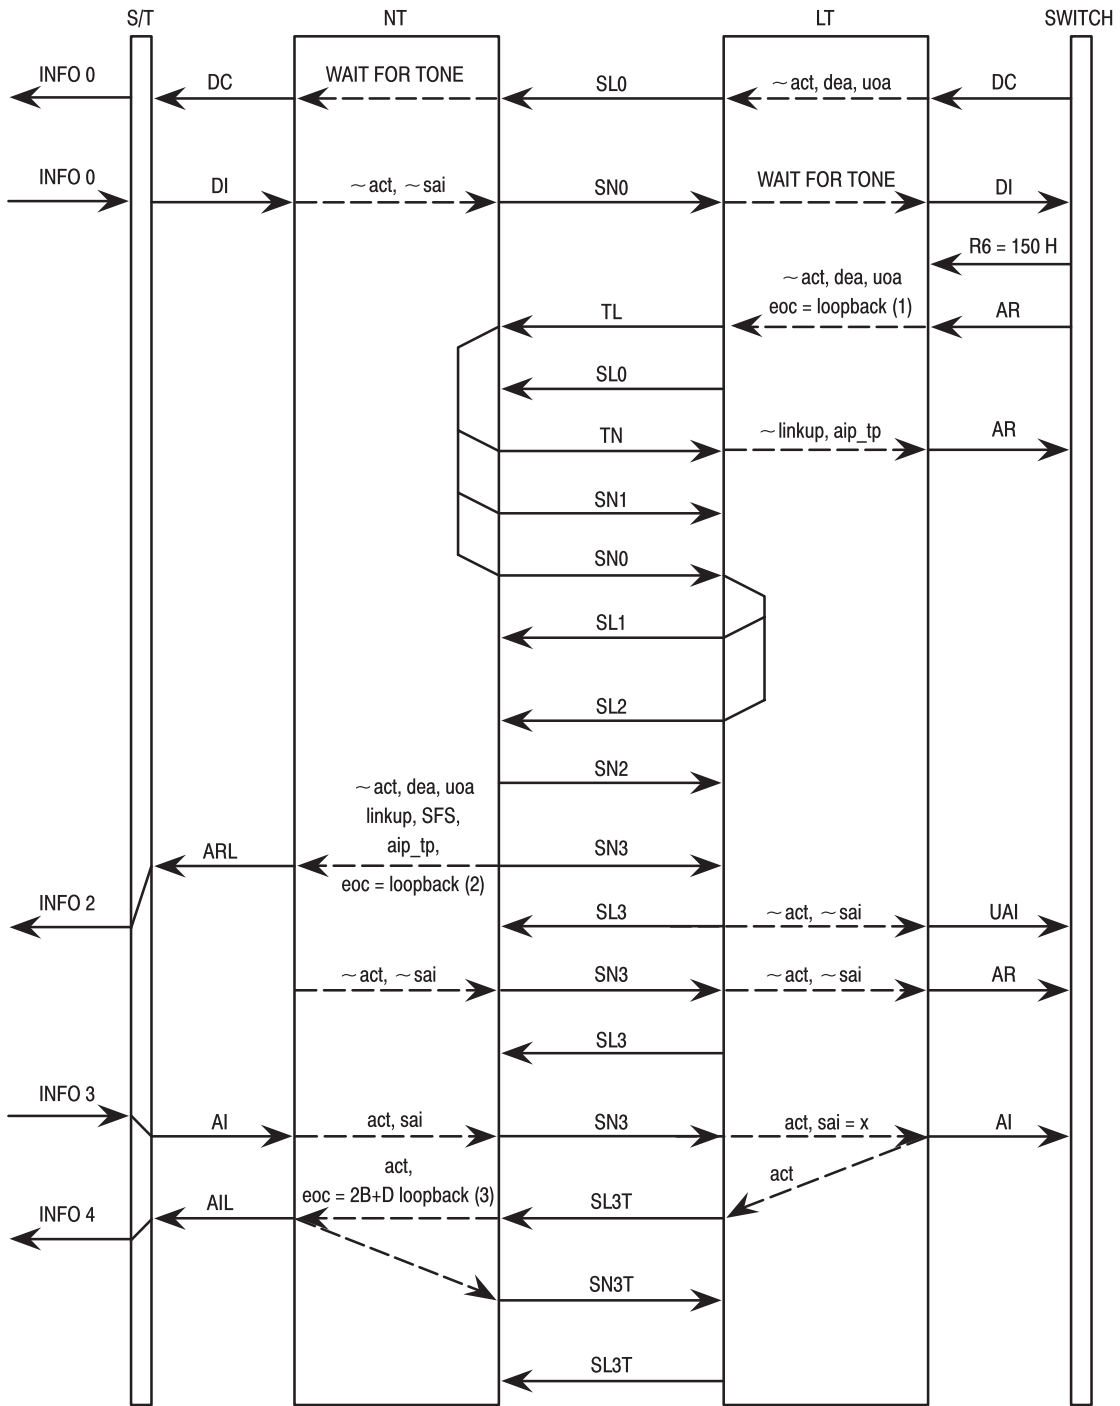 S/T NT LT SWITCH
INFO 0 DC WAIT FOR TONE SL0 ~act, dea, uoa DC
INFO 0 DI ~act, ~sai SN0 WAIT FOR TONE DI
R6 = 150 H
~act, dea, uoa
TL eoc = loopback (1) AR
SL0
TN ~linkup, aip_tp AR
SN1
SN0
SL1
SL2
SN2
~act, dea, uoa
linkup, SFS,
ARL aip_tp, SN3
eoc = loopback (2)
INFO 2 SL3 ~act, ~sai UAI
~act, ~sai SN3 ~act, ~sai AR
SL3
INFO 3
AI act, sai SN3 act, sai = x AI
act,
act
eoc = 2B+D loopback (3)
AIL SL3T
INFO 4
SN3T
SL3T